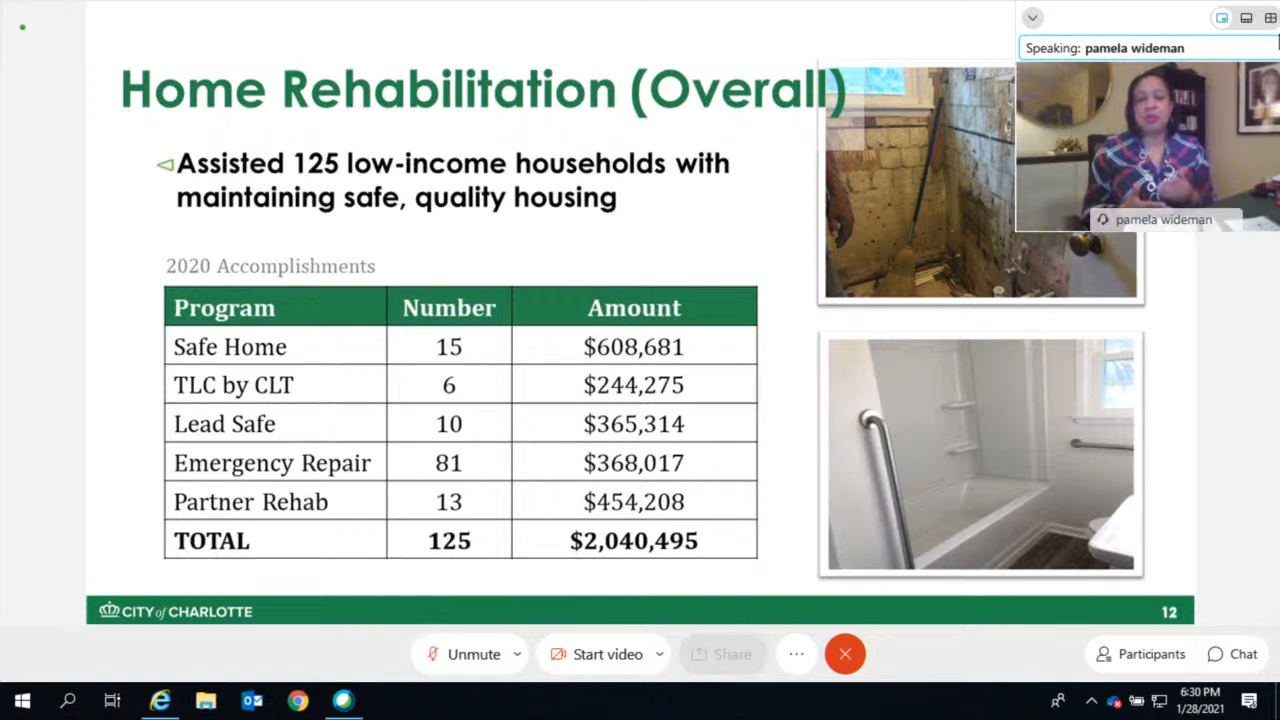 Home Rehabilitation (Overall)
Assisted 125 low-income households with
maintaining safe, quality housing
2020 Accomplishments
Program Number Amount
Safe Home 15 $608,681
TLC by CLT 6 $244,275
Lead Safe 10 $365,314
Emergency Repair 81 $368,017
Partner Rehab 13 $454,208
TOTAL 125 $2,040,495
CITY of CHARLOTTE
12
Speaking: pamela wideman
pamela wideman
Unmute
Start video
Share
Participants
Chat
6:30 PM
1/28/2021